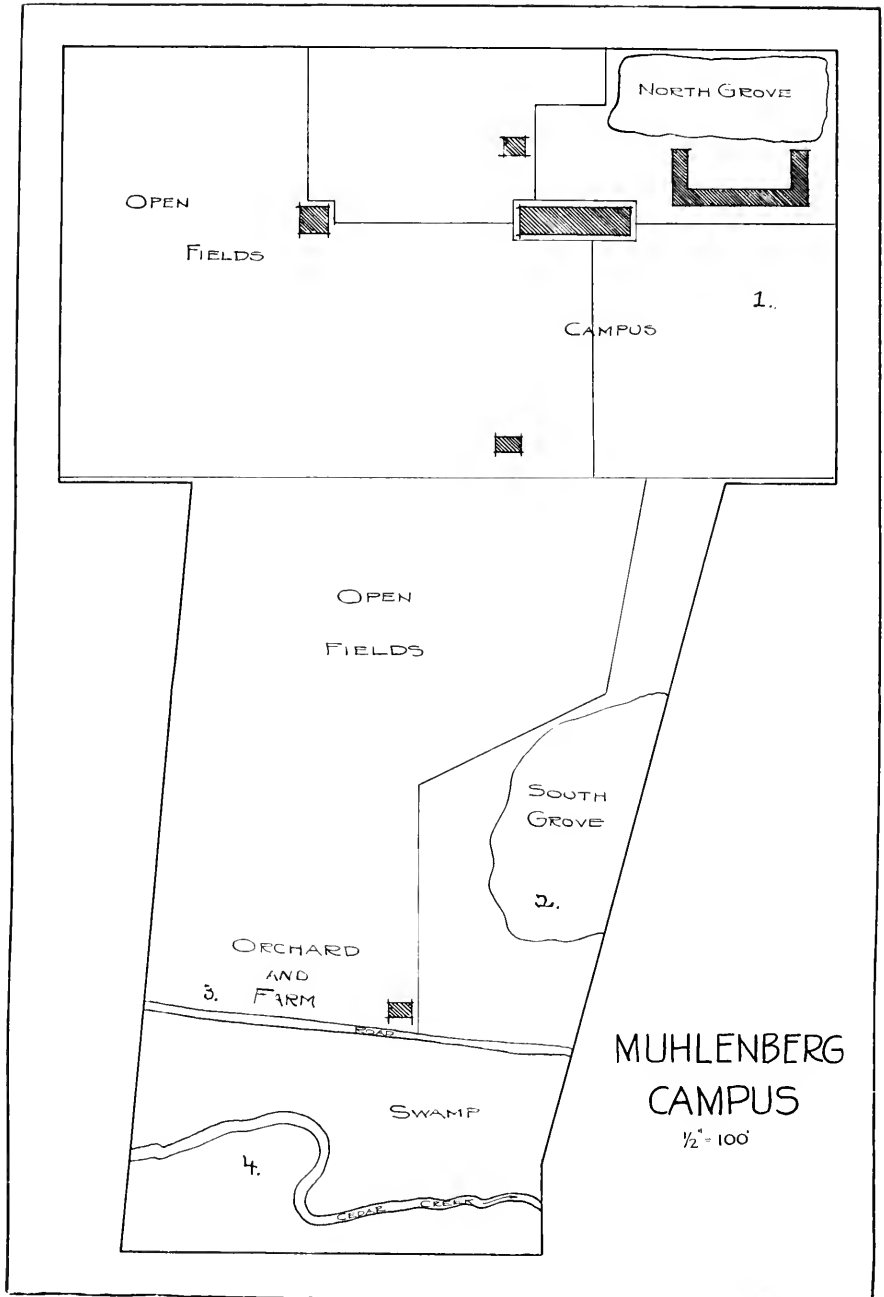 NORTH GROVE
OPEN
FIELDS
1.
CAMPUS
OPEN
FIELDS
SOUTH
GROVE
2.
ORCHARD
AND
FARM
3.
ROAD
MUHLENBERG
CAMPUS
½" = 100'
SWAMP
4.
CEDAR CREEK